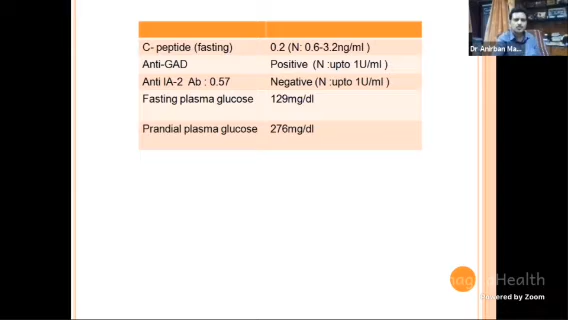 Dr Anirban Ma...
C- peptide (fasting) 0.2 (N: 0.6-3.2ng/ml )
Anti-GAD Positive (N :upto 1U/ml )
Anti IA-2 Ab : 0.57 Negative (N :upto 1U/ml )
Fasting plasma glucose 129mg/dl
Prandial plasma glucose 276mg/dl
Health
Powered by Zoom